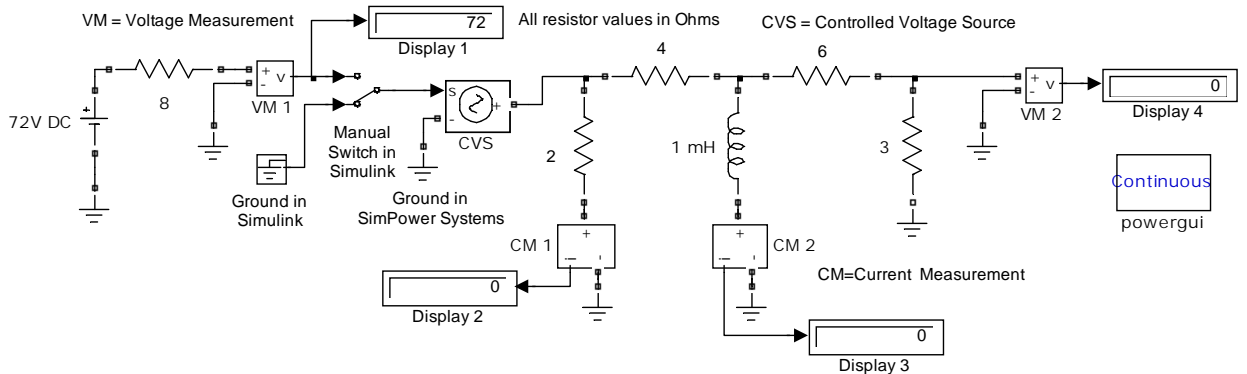 VM = Voltage Measurement
72
Display 1
All resistor values in Ohms
CVS = Controlled Voltage Source
8
+
-
v
VM 1
72V DC
+
Manual
Switch in
Simulink
Ground in
Simulink
s
-
+
CVS
Ground in
SimPower Systems
4
6
2
1 mH
3
+
-
v
VM 2
0
Display 4
Continuous
powergui
CM 1
+
i
-
CM 2
+
i
-
0
Display 2
CM=Current Measurement
0
Display 3